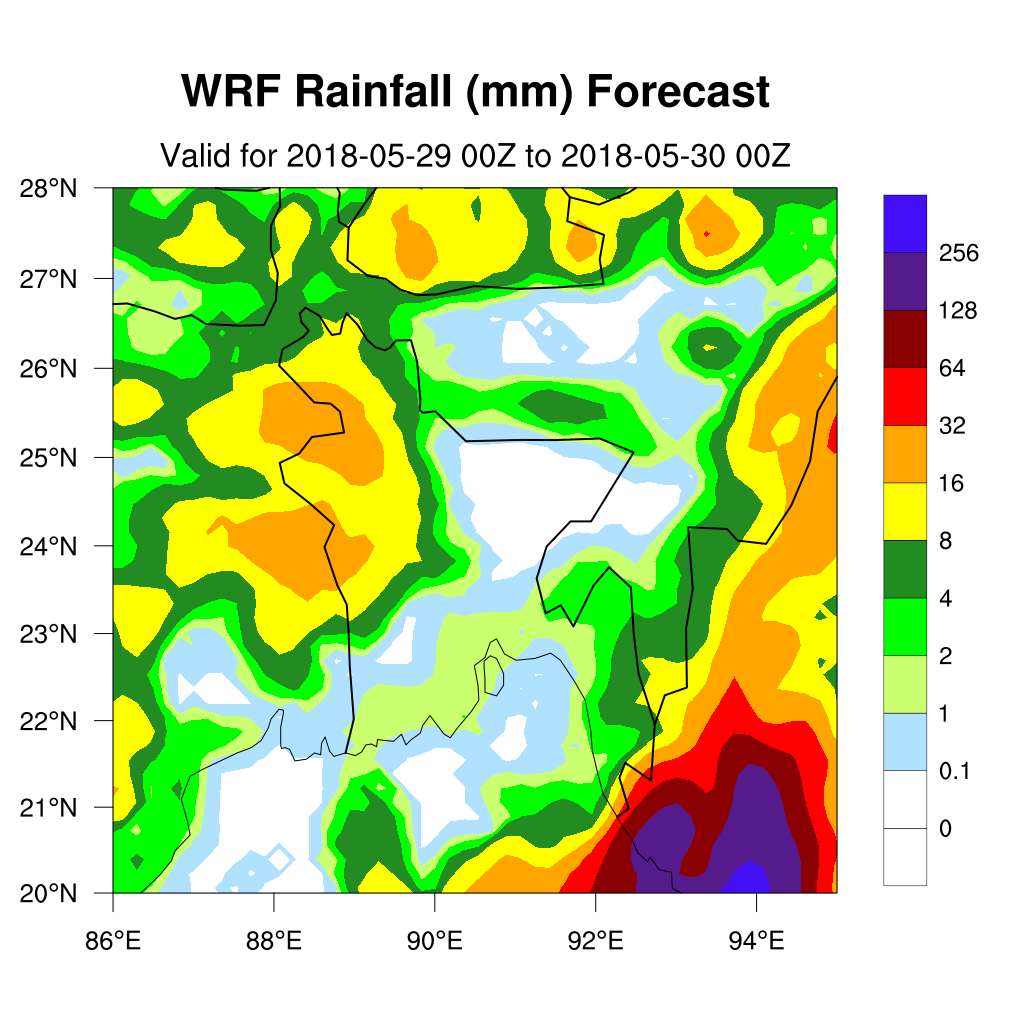 WRF Rainfall (mm) Forecast
Valid for 2018-05-29 00Z to 2018-05-30 00Z
28°N
27°N
26°N
25°N
24°N
23°N
22°N
21°N
20°N
86°E
88°E
90°E
92°E
94°E
256
128
64
32
16
8
4
2
1
0.1
0